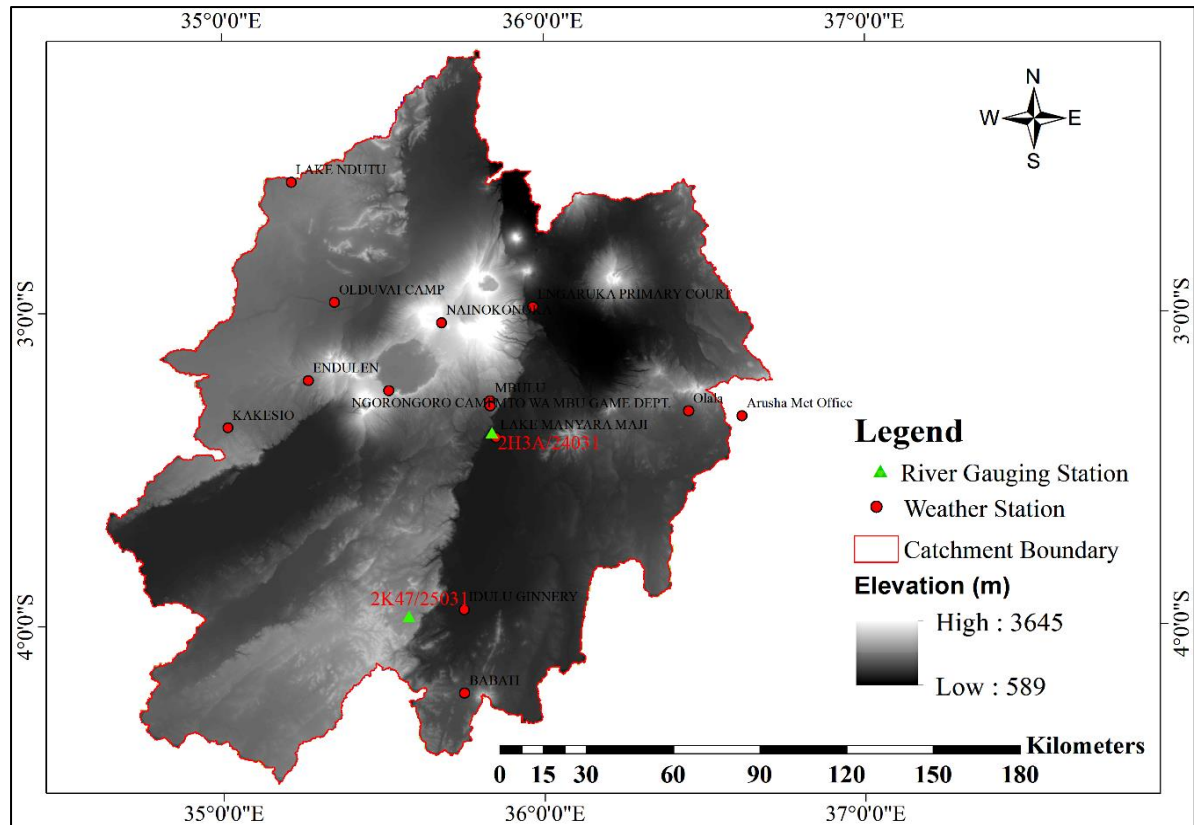 35°0'0"E 36°0'0"E 37°0'0"E
N
W E
S
LAKE NDUTU
OLDUVAI CAMP
ENGARUKA PRIMARY COURT
NAINOKONOKA
3°0'0"S 3°0'0"S
ENDULEN
MBULU
NGORONGORO CAMP MTO WA MBU GAME DEPT.
Olala
Arusha Met Office
KAKESIO
LAKE MANYARA MAJI
2H3A/24031
Legend
River Gauging Station
Weather Station
Catchment Boundary
Elevation (m)
High : 3645
Low : 589
2K47/25031
IDULU GINNERY
4°0'0"S 4°0'0"S
BABATI
Kilometers
0 15 30 60 90 120 150 180
35°0'0"E 36°0'0"E 37°0'0"E